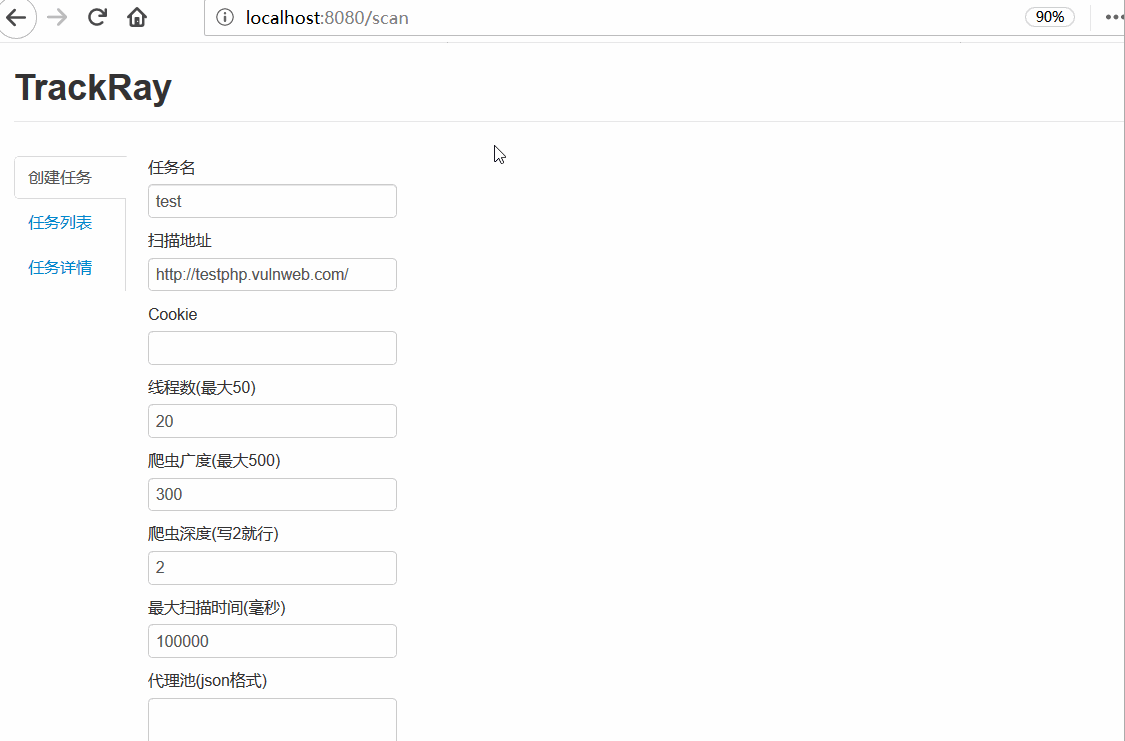 localhost:8080/scan
90%
TrackRay
创建任务
任务列表
任务详情
任务名
test
扫描地址
http://testphp.vulnweb.com/
Cookie
线程数(最大50)
20
爬虫广度(最大500)
300
爬虫深度(写2就行)
2
最大扫描时间(毫秒)
100000
代理池(json格式)